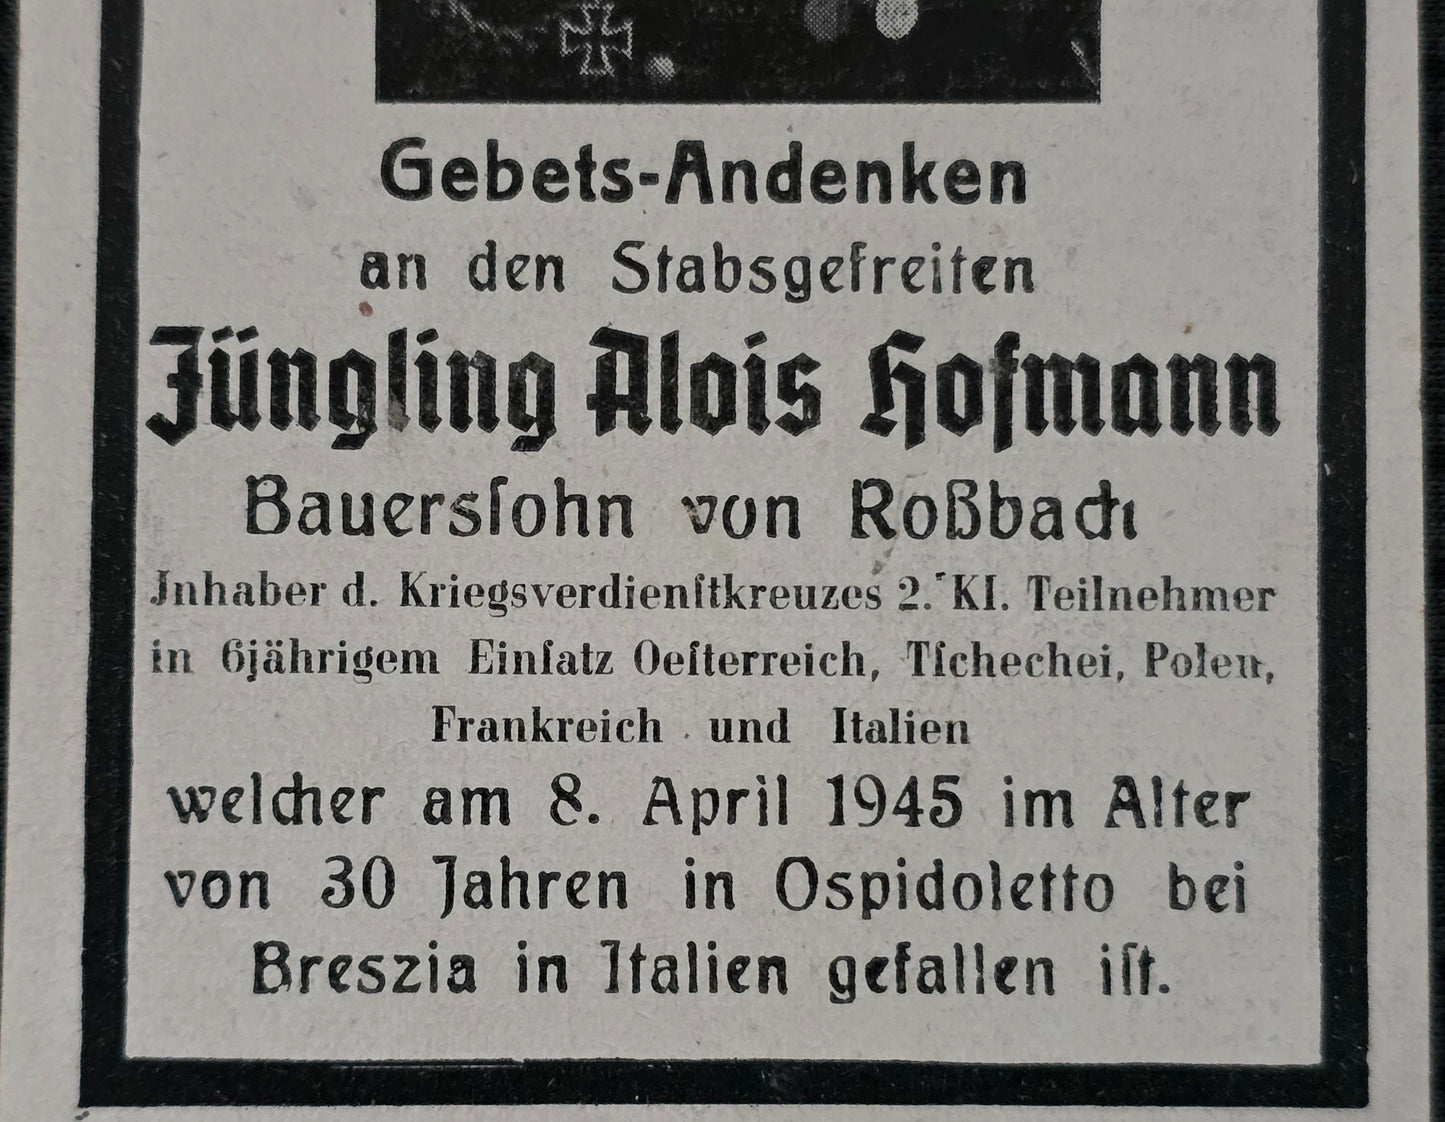 Gebets-Andenken
an den Stabsgefreiten
Jüngling Alois Hofmann
Bauersſohn von Roßbach
Jnhaber d. Kriegsverdienſtkreuzes 2. Kl. Teilnehmer
in 6jährigem Einſatz Oeſterreich, Tſchechei, Polen,
Frankreich und Italien
welcher am 8. April 1945 im Alter
von 30 Jahren in Ospidoletto bei
Breszia in Italien gefallen iſt.